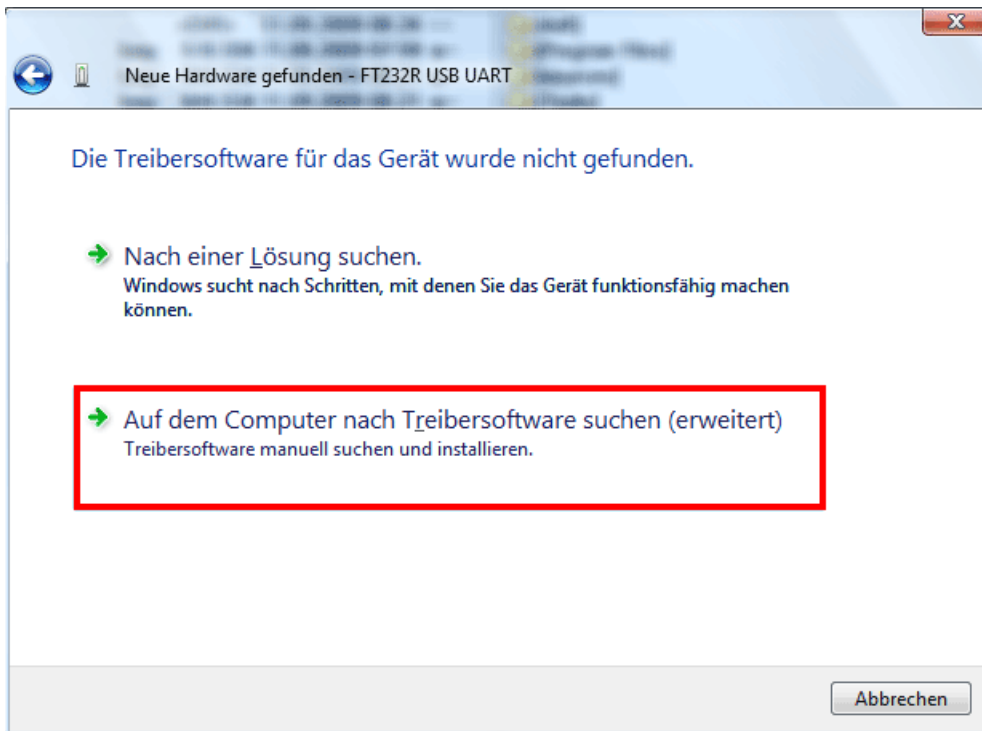 Neue Hardware gefunden - FT232R USB UART
Die Treibersoftware für das Gerät wurde nicht gefunden.
Nach einer Lösung suchen.
Windows sucht nach Schritten, mit denen Sie das Gerät funktionsfähig machen
können.
Auf dem Computer nach Treibersoftware suchen (erweitert)
Treibersoftware manuell suchen und installieren.
Abbrechen